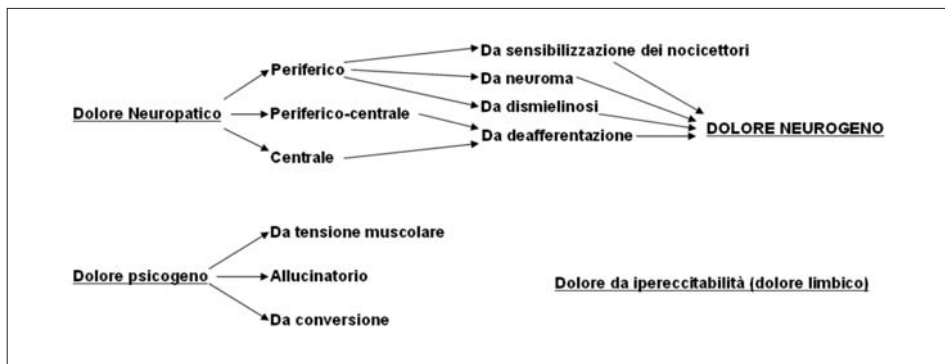 Da sensibilizzazione dei nocicettori
Periferico
Da neuroma
Da dismielinosi
Dolore Neuropatico
Periferico-centrale
Da deafferentazione
DOLORE NEUROGENO
Centrale
Da tensione muscolare
Dolore psicogeno
Allucinatorio
Dolore da ipereccitabilità (dolore limbico)
Da conversione